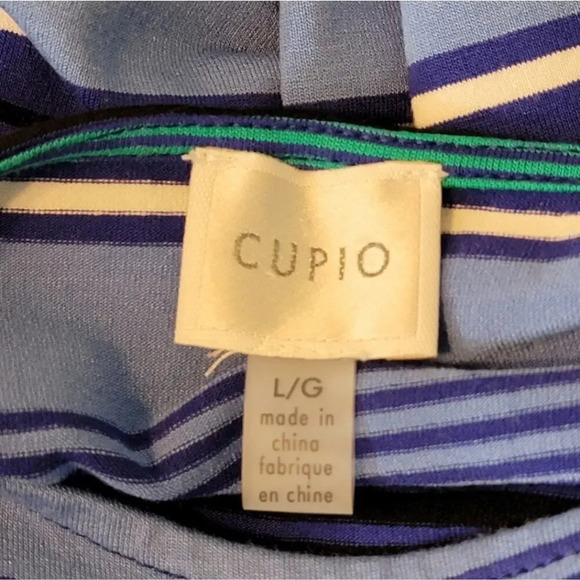 CUPIO
L/G
made in
china
fabrique
en chine